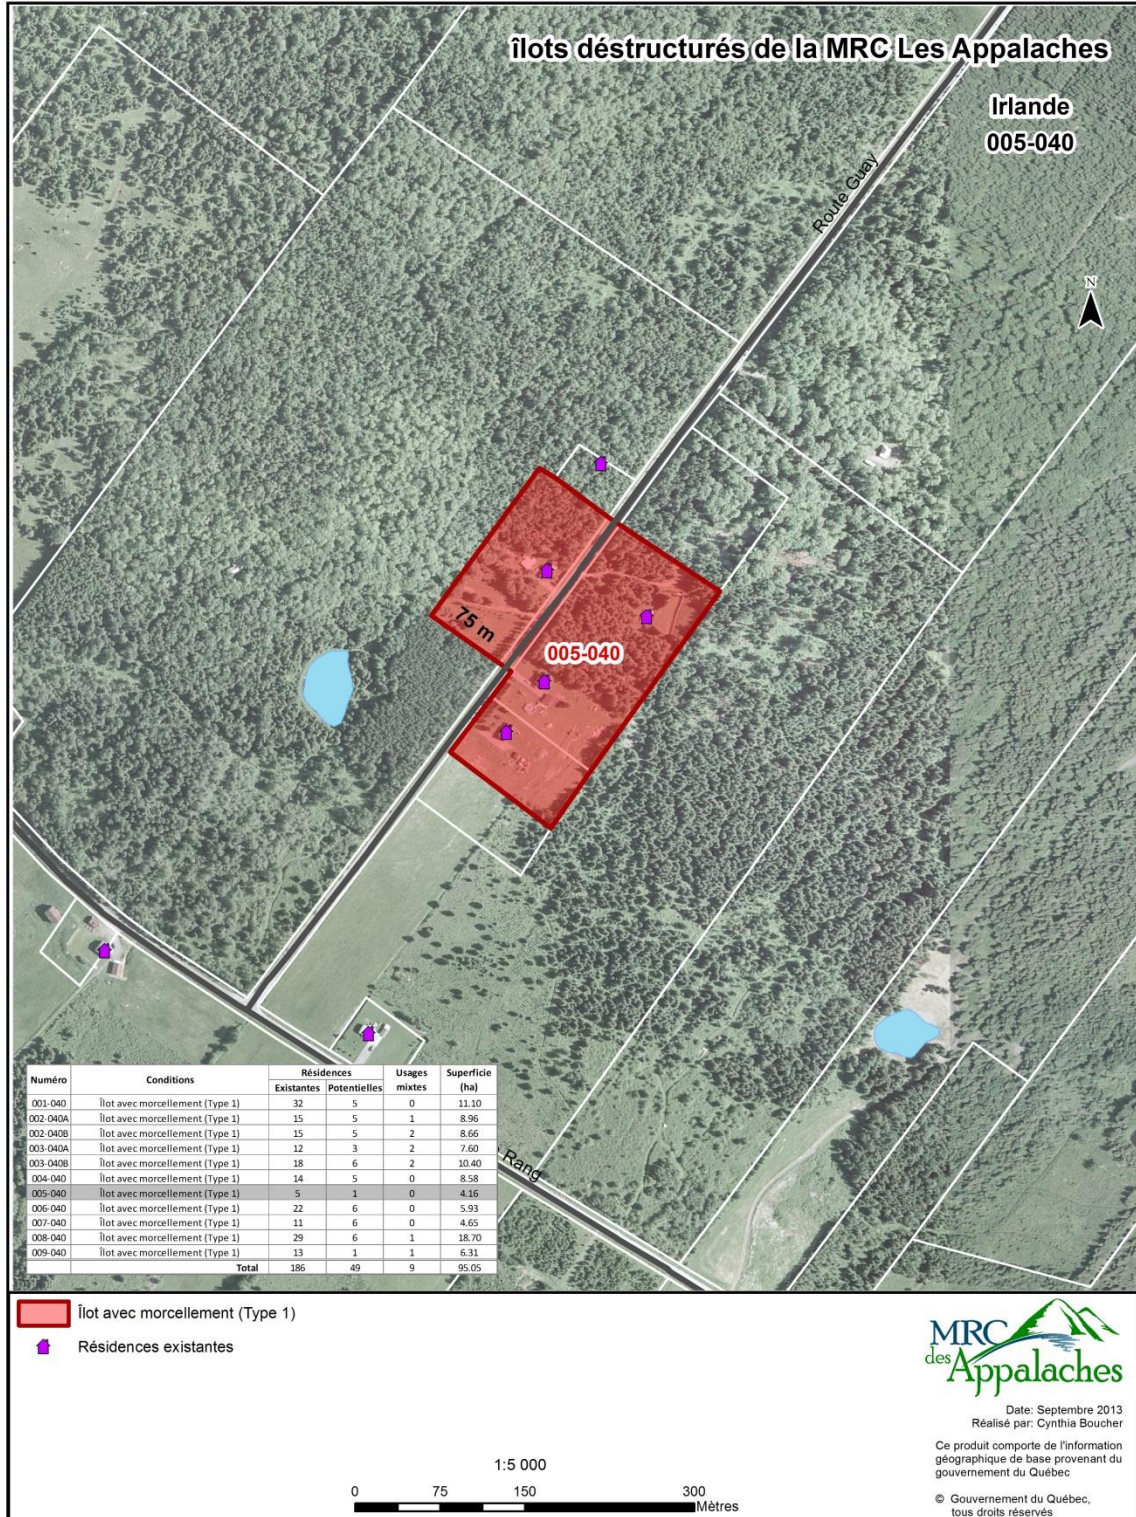 îlots déstructurés de la MRC Les Appalaches
Irlande
005-040
Route Guay
N
75 m
005-040
Rang
Numéro Conditions Résidences Usages mixtes Superficie (ha)
Existantes Potentielles
001-040 Îlot avec morcellement (Type 1) 32 5 0 11.10
002-040A Îlot avec morcellement (Type 1) 15 5 1 8.96
002-040B Îlot avec morcellement (Type 1) 15 5 2 8.66
003-040A Îlot avec morcellement (Type 1) 12 3 2 7.60
003-040B Îlot avec morcellement (Type 1) 18 6 2 10.40
004-040 Îlot avec morcellement (Type 1) 14 5 0 8.58
005-040 Îlot avec morcellement (Type 1) 5 1 0 4.16
006-040 Îlot avec morcellement (Type 1) 22 6 0 5.93
007-040 Îlot avec morcellement (Type 1) 11 6 0 4.65
008-040 Îlot avec morcellement (Type 1) 29 6 1 18.70
009-040 Îlot avec morcellement (Type 1) 13 1 1 6.31
Total 186 49 9 95.05
Îlot avec morcellement (Type 1)
Résidences existantes
1:5 000
0 75 150 300
Mètres
MRC
des Appalaches
Date: Septembre 2013
Réalisé par: Cynthia Boucher
Ce produit comporte de l'information
géographique de base provenant du
gouvernement du Québec
© Gouvernement du Québec,
tous droits réservés